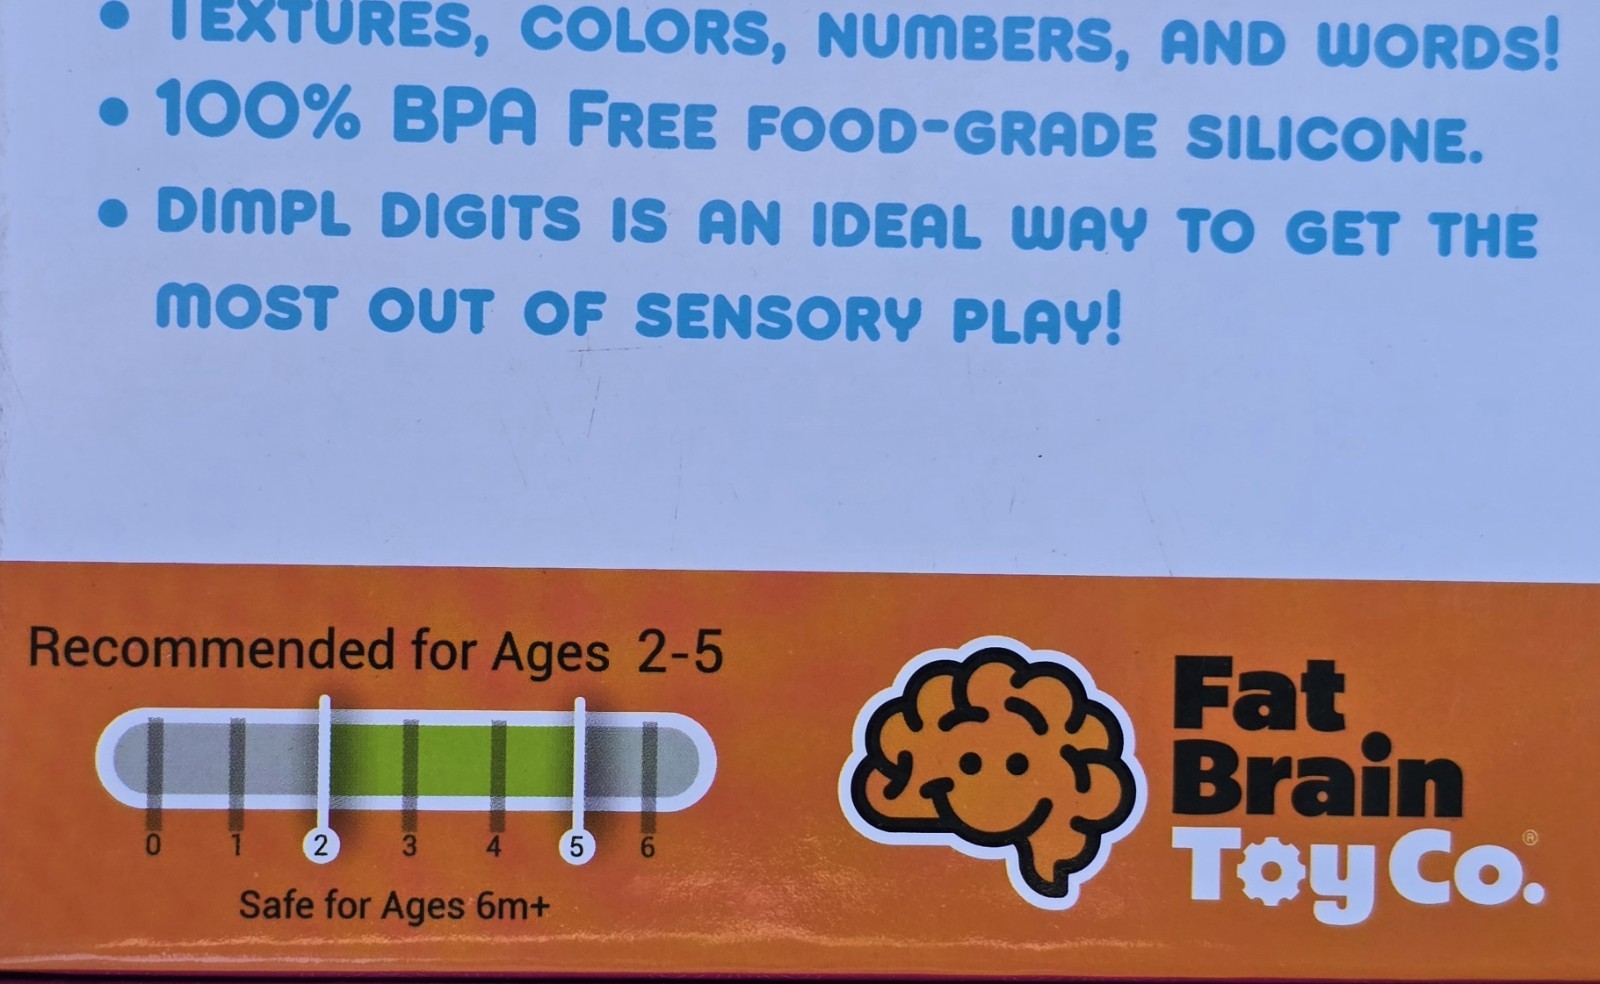 • TEXTURES, COLORS, NUMBERS, AND WORDS!
• 100% BPA FREE FOOD-GRADE SILICONE.
• DIMPL DIGITS IS AN IDEAL WAY TO GET THE
MOST OUT OF SENSORY PLAY!
Recommended for Ages 2-5
0 1 2 3 4 5 6
Safe for Ages 6m+
Fat
Brain
Toy Co.®